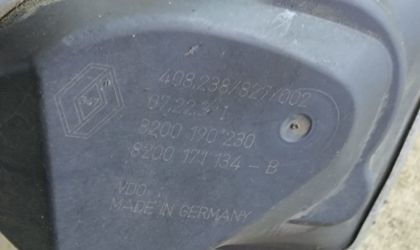 408.238/827/002
8200 190 230
8200 171 134 - B
VDO
MADE IN GERMANY